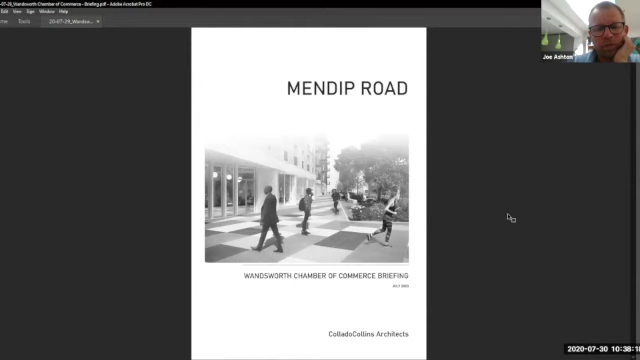 -07-29_Wandsworth Chamber of Commerce - Briefing.pdf - Adobe Acrobat Pro DC
Edit View Sign Window Help
me Tools 20-07-29_Wandsw...
Joe Ashton
MENDIP ROAD
WANDSWORTH CHAMBER OF COMMERCE BRIEFING
JULY 2020
ColladoCollins Architects
2020-07-30 10:38:1